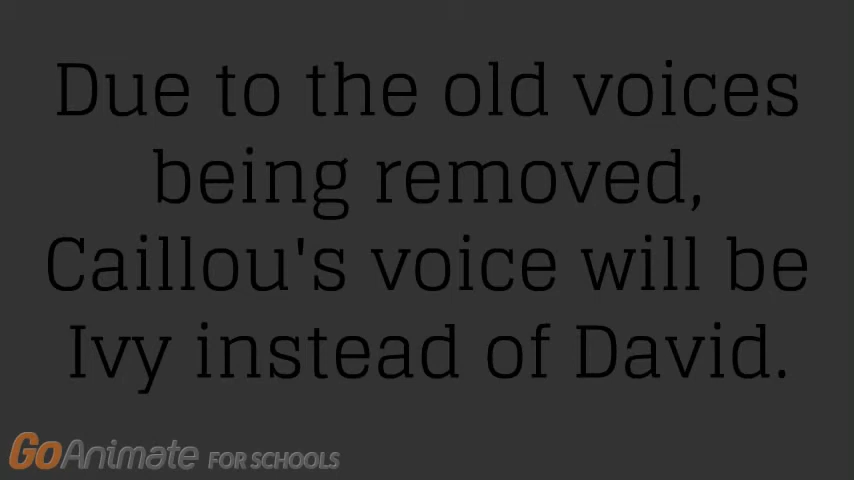 Due to the old voices
being removed,
Caillou's voice will be
Ivy instead of David.
GoAnimate FOR SCHOOLS